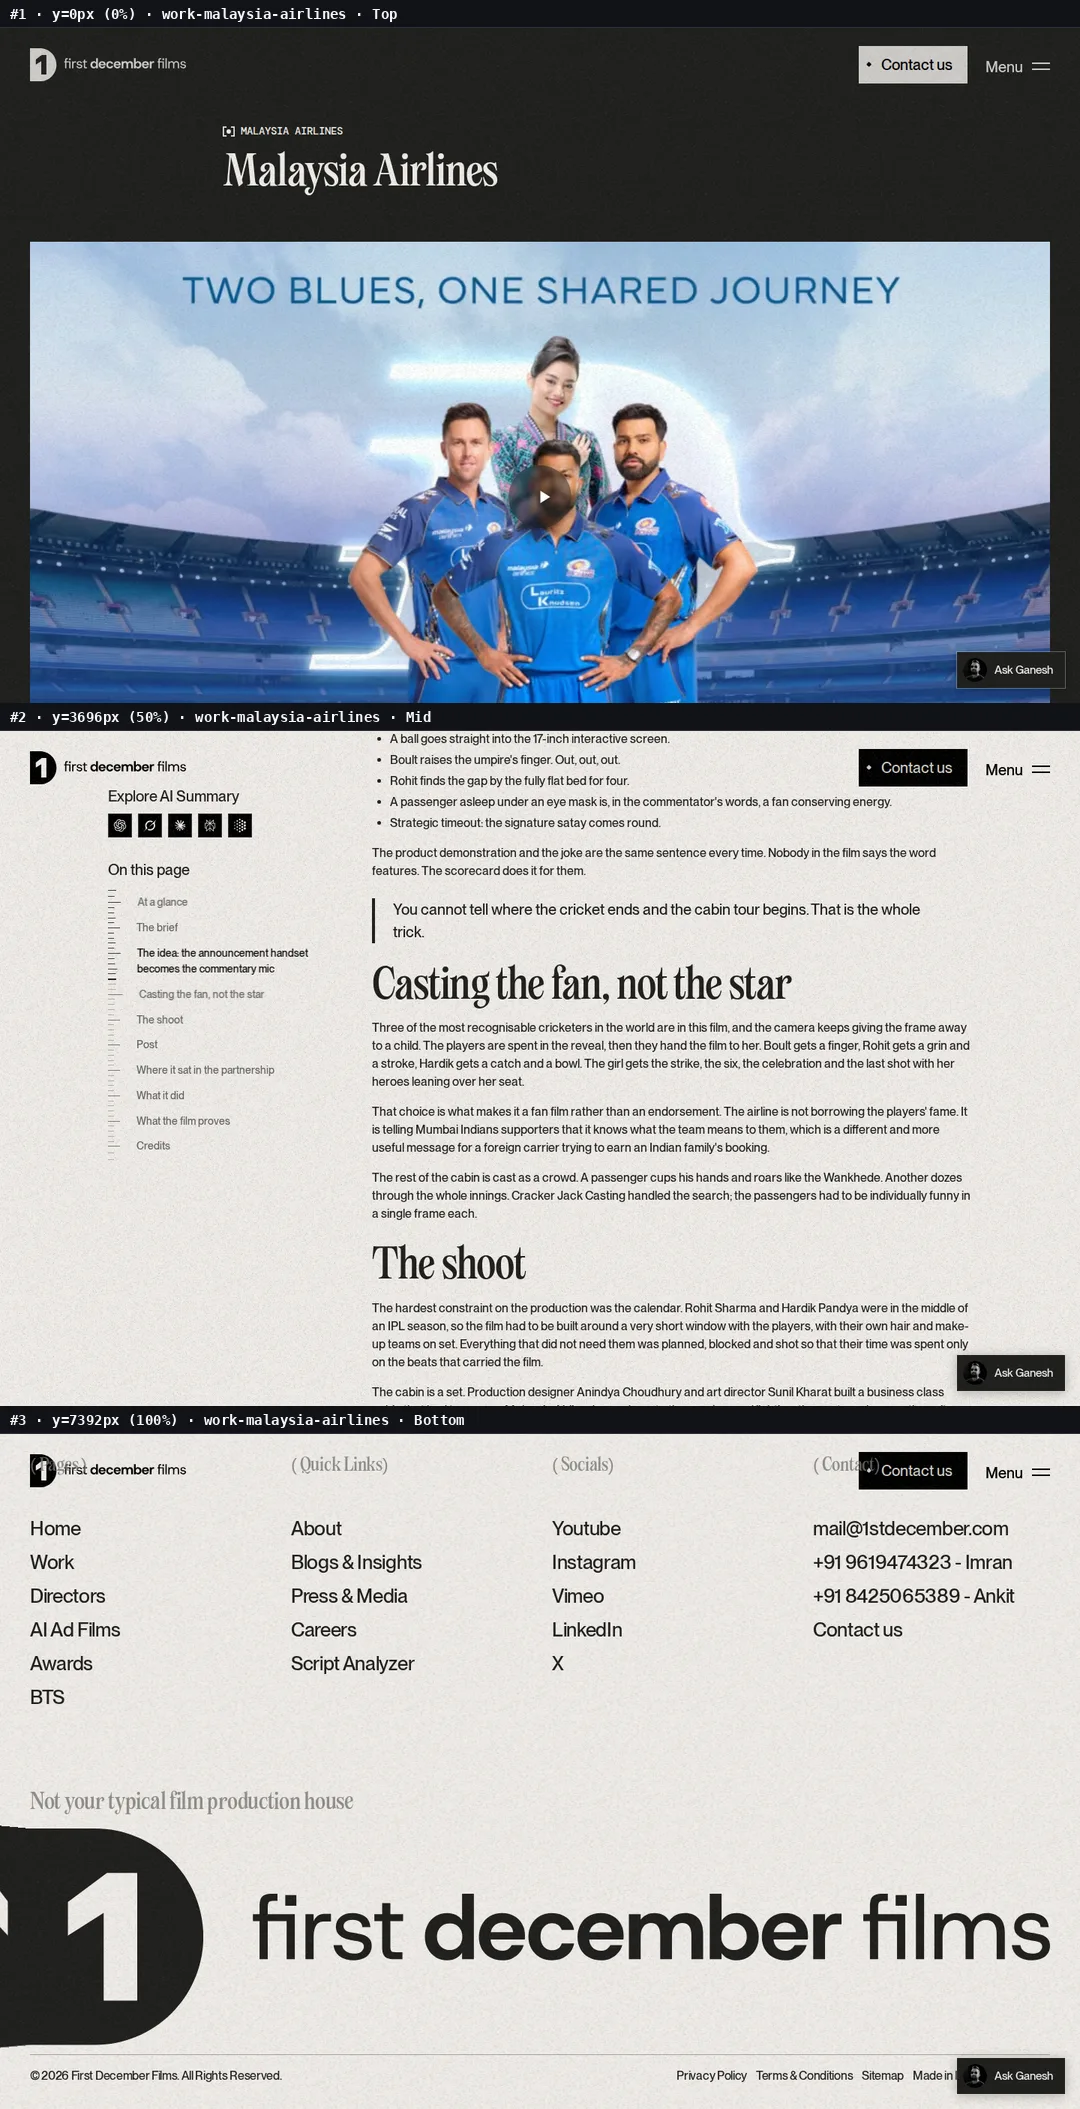 #1 · y=0px (0%) · work-malaysia-airlines · Top
1 first december films
Contact us
Menu
MALAYSIA AIRLINES
Malaysia Airlines
TWO BLUES, ONE SHARED JOURNEY
malaysia airlines
Lauritz Knudsen
Ask Ganesh
#2 · y=3696px (50%) · work-malaysia-airlines · Mid
1 first december films
Contact us
Menu
Explore AI Summary
On this page
At a glance
The brief
The idea: the announcement handset
becomes the commentary mic
Casting the fan, not the star
The shoot
Post
Where it sat in the partnership
What it did
What the film proves
Credits
A ball goes straight into the 17-inch interactive screen.
Boult raises the umpire's finger. Out, out, out.
Rohit finds the gap by the fully flat bed for four.
A passenger asleep under an eye mask is, in the commentator's words, a fan conserving energy.
Strategic timeout: the signature satay comes round.
The product demonstration and the joke are the same sentence every time. Nobody in the film says the word
features. The scorecard does it for them.
You cannot tell where the cricket ends and the cabin tour begins. That is the whole
trick.
Casting the fan, not the star
Three of the most recognisable cricketers in the world are in this film, and the camera keeps giving the frame away
to a child. The players are spent in the reveal, then they hand the film to her. Boult gets a finger, Rohit gets a grin and
a stroke, Hardik gets a catch and a bowl. The girl gets the strike, the six, the celebration and the last shot with her
heroes leaning over her seat.
That choice is what makes it a fan film rather than an endorsement. The airline is not borrowing the players' fame. It
is telling Mumbai Indians supporters that it knows what the team means to them, which is a different and more
useful message for a foreign carrier trying to earn an Indian family's booking.
The rest of the cabin is cast as a crowd. A passenger cups his hands and roars like the Wankhede. Another dozes
through the whole innings. Cracker Jack Casting handled the search; the passengers had to be individually funny in
a single frame each.
The shoot
The hardest constraint on the production was the calendar. Rohit Sharma and Hardik Pandya were in the middle of
an IPL season, so the film had to be built around a very short window with the players, with their own hair and make-
up teams on set. Everything that did not need them was planned, blocked and shot so that their time was spent only
on the beats that carried the film.
The cabin is a set. Production designer Anindya Choudhury and art director Sunil Kharat built a business class
Ask Ganesh
#3 · y=7392px (100%) · work-malaysia-airlines · Bottom
1 first december films
Contact us
Menu
( Pages )
Home
Work
Directors
AI Ad Films
Awards
BTS
( Quick Links)
About
Blogs & Insights
Press & Media
Careers
Script Analyzer
( Socials)
Youtube
Instagram
Vimeo
LinkedIn
X
( Contact)
mail@1stdecember.com
+91 9619474323 - Imran
+91 8425065389 - Ankit
Contact us
Not your typical film production house
1 first december films
© 2026 First December Films. All Rights Reserved.
Privacy Policy Terms & Conditions Sitemap Made in
Ask Ganesh